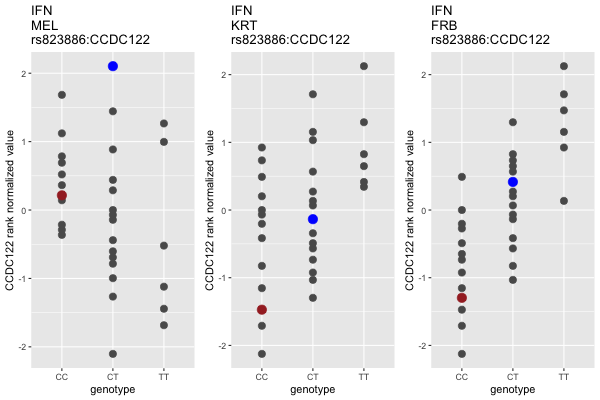 IFN
MEL
rs823886:CCDC122
CCDC122 rank normalized value
2
1
0
-1
-2
CC
CT
TT
genotype
IFN
KRT
rs823886:CCDC122
CCDC122 rank normalized value
2
1
0
-1
-2
CC
CT
TT
genotype
IFN
FRB
rs823886:CCDC122
CCDC122 rank normalized value
2
1
0
-1
-2
CC
CT
TT
genotype